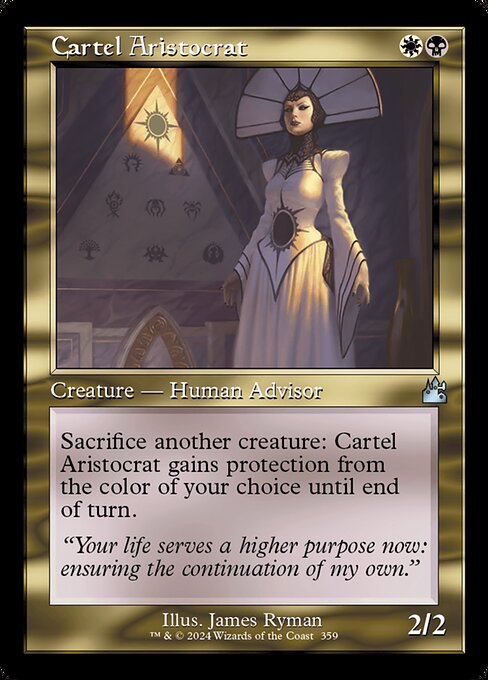 Cartel Aristocrat
Creature — Human Advisor
Sacrifice another creature: Cartel
Aristocrat gains protection from
the color of your choice until end
of turn.
“Your life serves a higher purpose now:
ensuring the continuation of my own.”
Illus. James Ryman
™ & © 2024 Wizards of the Coast 359
2/2